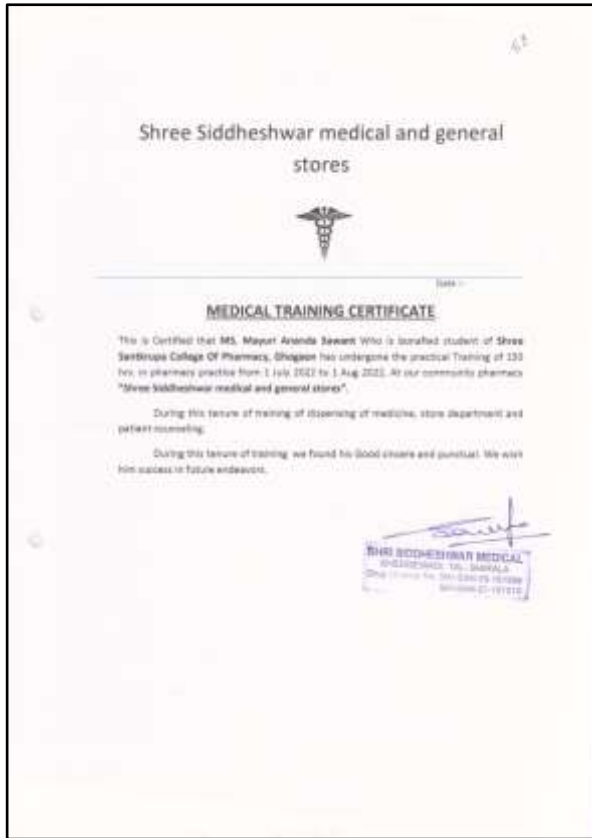 Shree Siddheshwar medical and general
stores
Date :-
MEDICAL TRAINING CERTIFICATE
This is Certified that MS. Mayuri Ananda Sawant Who is bonafied student of Shree
Santkrupa College Of Pharmacy, Ghogaon has undergone the practical Training of
hrs. in pharmacy practice from 1 July 2022 to 1 Aug 2022. At our community pharmacy
"Shree Siddheshwar medical and general stores".
During this tenure of training of dispensing of medicine, store department and
patient counseling.
During this tenure of training we found his Good sincere and punctual. We wish
him success in future endeavors.
SHRI SIDDHESHWAR MEDICAL